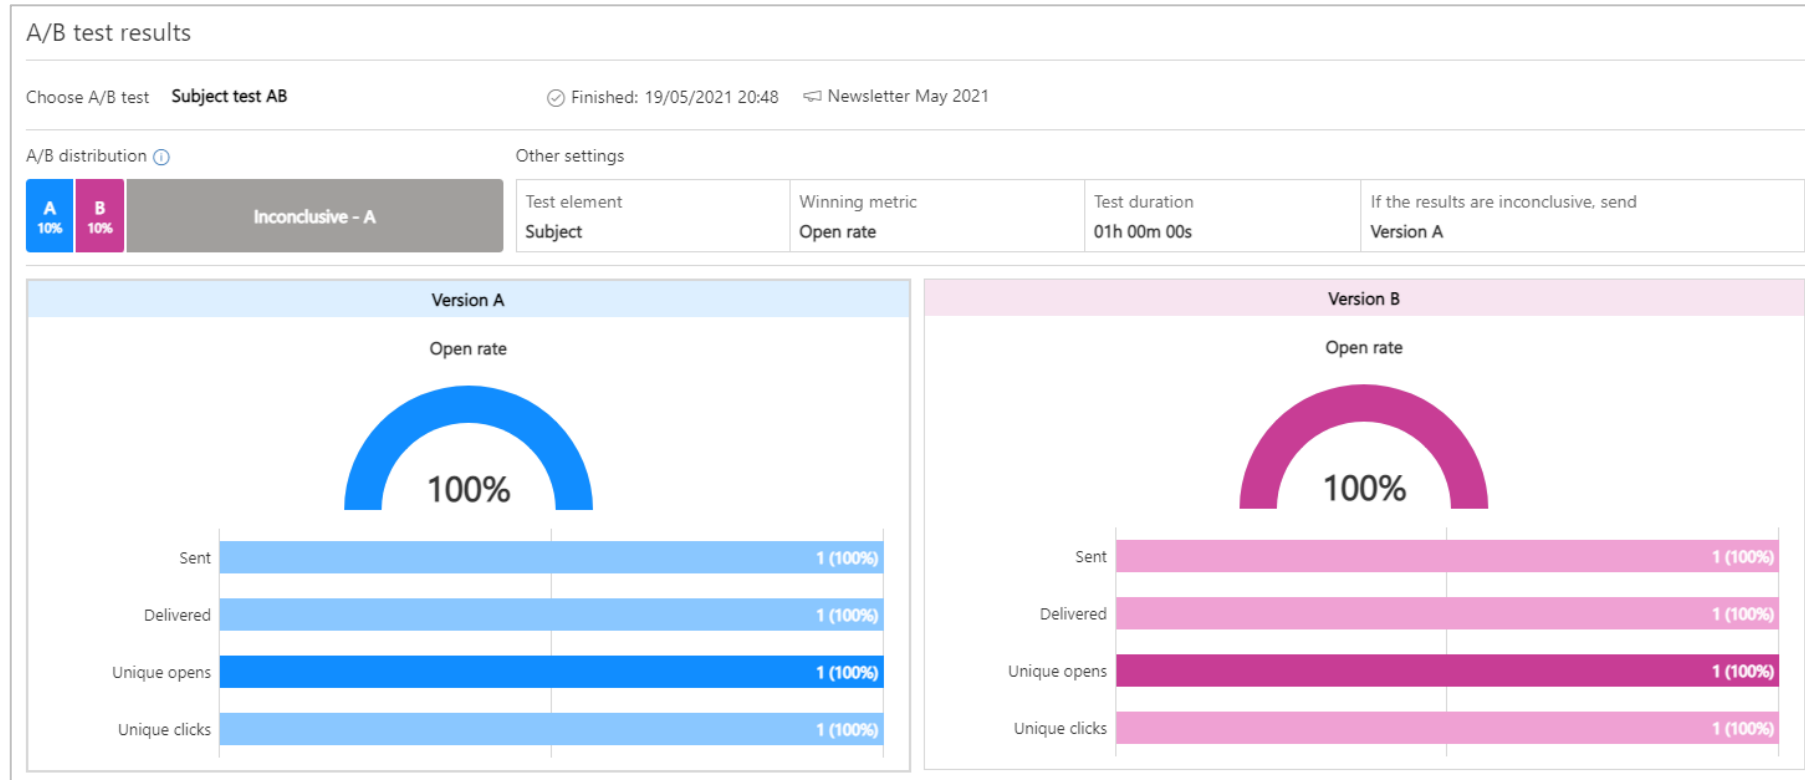 A/B test results
Choose A/B test Subject test AB Finished: 19/05/2021 20:48 Newsletter May 2021
A/B distribution
Other settings
A
10%
B
10%
Inconclusive - A
Test element
Subject
Winning metric
Open rate
Test duration
01h 00m 00s
If the results are inconclusive, send
Version A
Version A
Open rate
100%
Sent 1 (100%)
Delivered 1 (100%)
Unique opens 1 (100%)
Unique clicks 1 (100%)
Version B
Open rate
100%
Sent 1 (100%)
Delivered 1 (100%)
Unique opens 1 (100%)
Unique clicks 1 (100%)